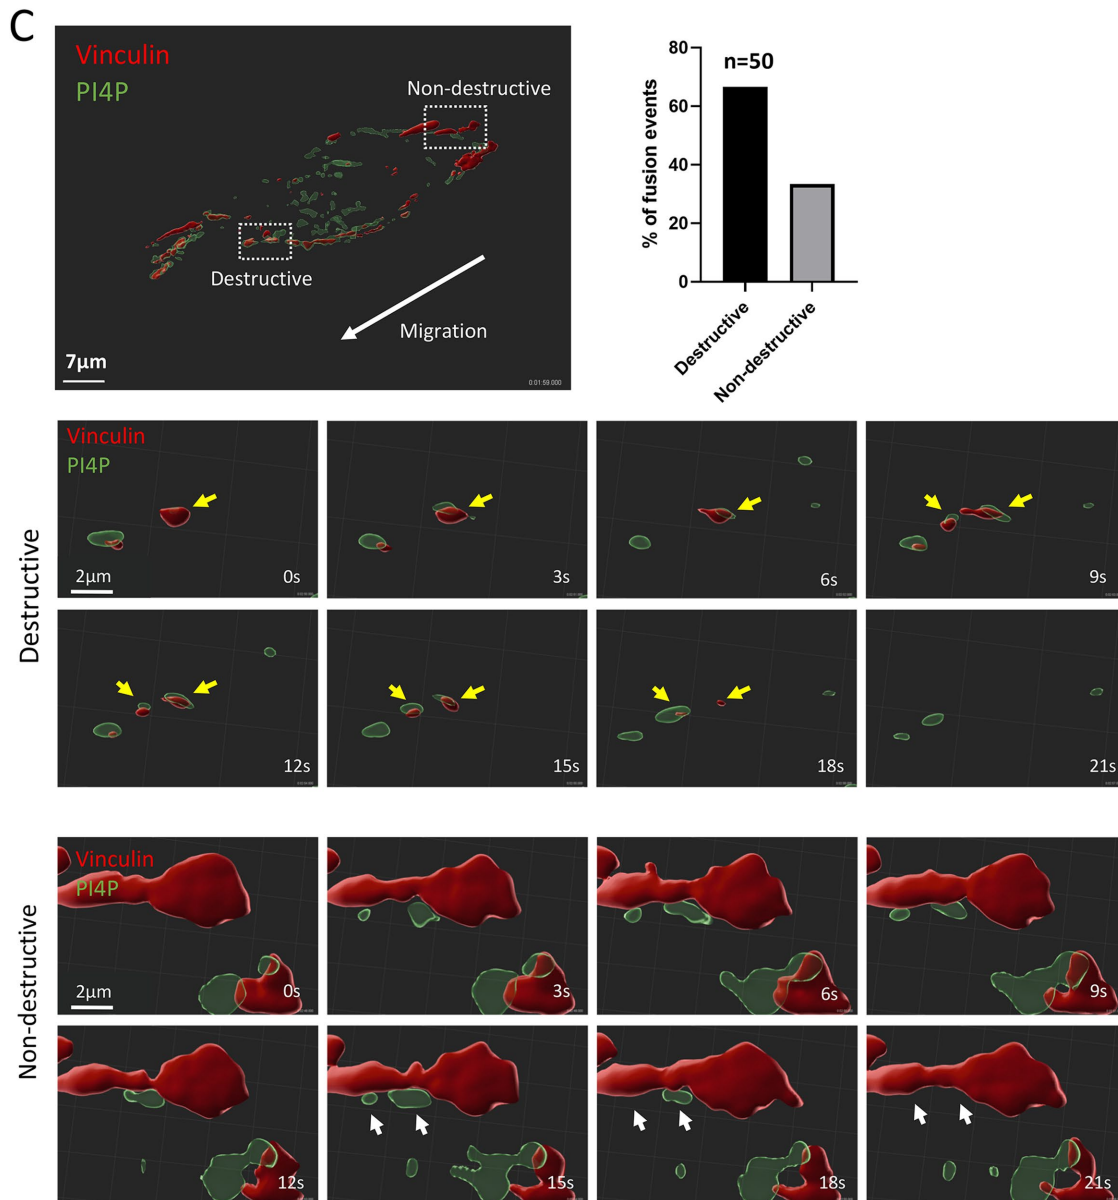 C
Vinculin
PI4P
Non-destructive
Destructive
Migration
7µm
0:01:59.000
% of fusion events
80
60
40
20
0
n=50
Destructive
Non-destructive
Destructive
Vinculin
PI4P
2µm
0s
3s
6s
9s
12s
15s
18s
21s
Non-destructive
Vinculin
PI4P
2µm
0s
3s
6s
9s
12s
15s
18s
21s